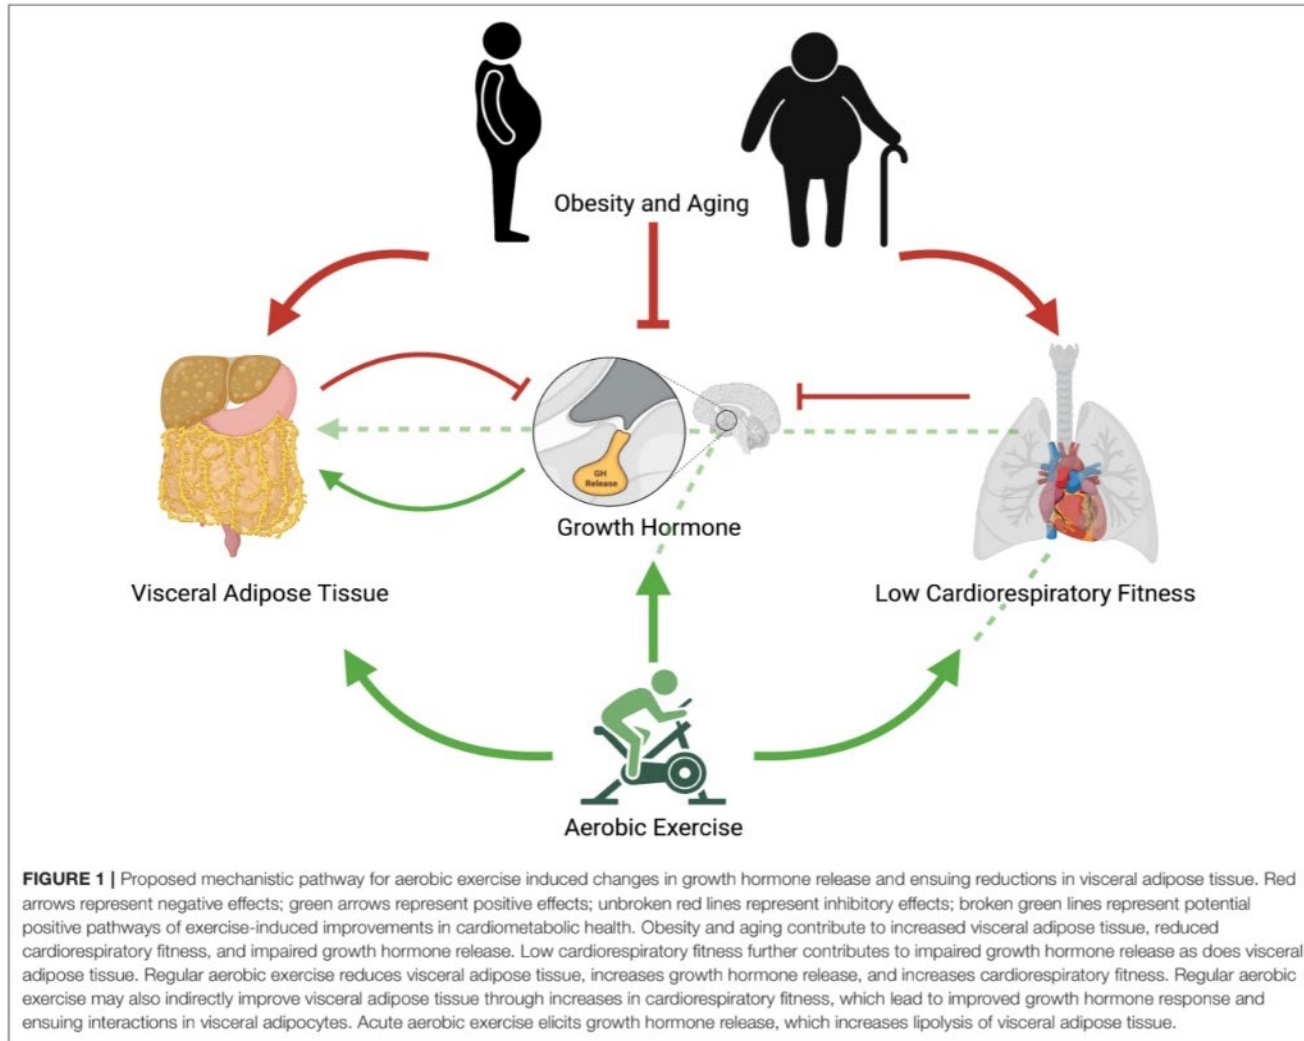 Obesity and Aging
GH
Release
Growth Hormone
Visceral Adipose Tissue
Low Cardiorespiratory Fitness
Aerobic Exercise
FIGURE 1 | Proposed mechanistic pathway for aerobic exercise induced changes in growth hormone release and ensuing reductions in visceral adipose tissue. Red
arrows represent negative effects; green arrows represent positive effects; unbroken red lines represent inhibitory effects; broken green lines represent potential
positive pathways of exercise-induced improvements in cardiometabolic health. Obesity and aging contribute to increased visceral adipose tissue, reduced
cardiorespiratory fitness, and impaired growth hormone release. Low cardiorespiratory fitness further contributes to impaired growth hormone release as does visceral
adipose tissue. Regular aerobic exercise reduces visceral adipose tissue, increases growth hormone release, and increases cardiorespiratory fitness. Regular aerobic
exercise may also indirectly improve visceral adipose tissue through increases in cardiorespiratory fitness, which lead to improved growth hormone response and
ensuing interactions in visceral adipocytes. Acute aerobic exercise elicits growth hormone release, which increases lipolysis of visceral adipose tissue.